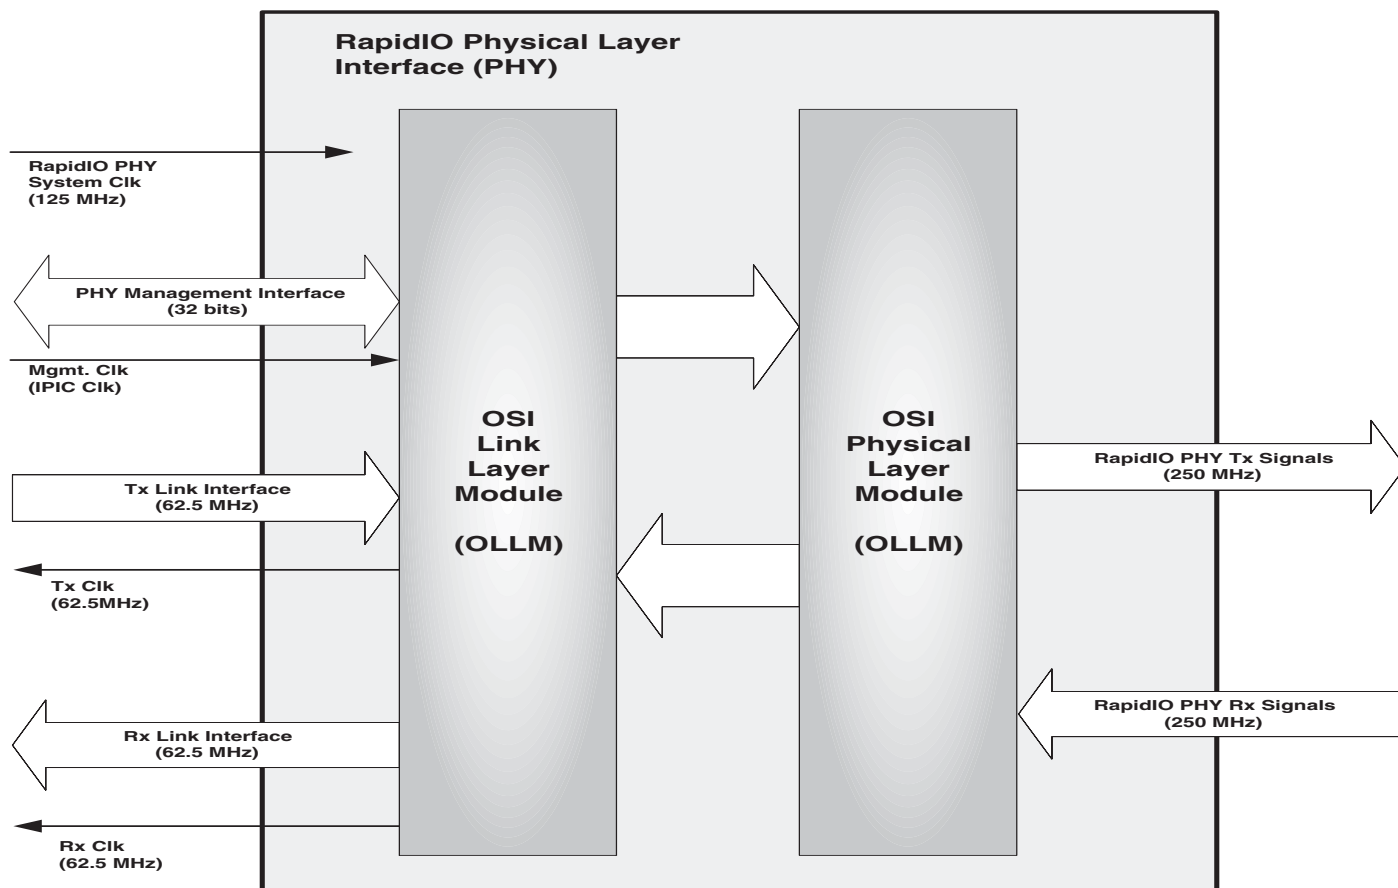 RapidIO Physical Layer
Interface (PHY)
RapidIO PHY
System Clk
(125 MHz)
PHY Management Interface
(32 bits)
Mgmt. Clk
(IPIC Clk)
Tx Link Interface
(62.5 MHz)
Tx Clk
(62.5MHz)
Rx Link Interface
(62.5 MHz)
Rx Clk
(62.5 MHz)
OSI
Link
Layer
Module
(OLLM)
OSI
Physical
Layer
Module
(OLLM)
RapidIO PHY Tx Signals
(250 MHz)
RapidIO PHY Rx Signals
(250 MHz)